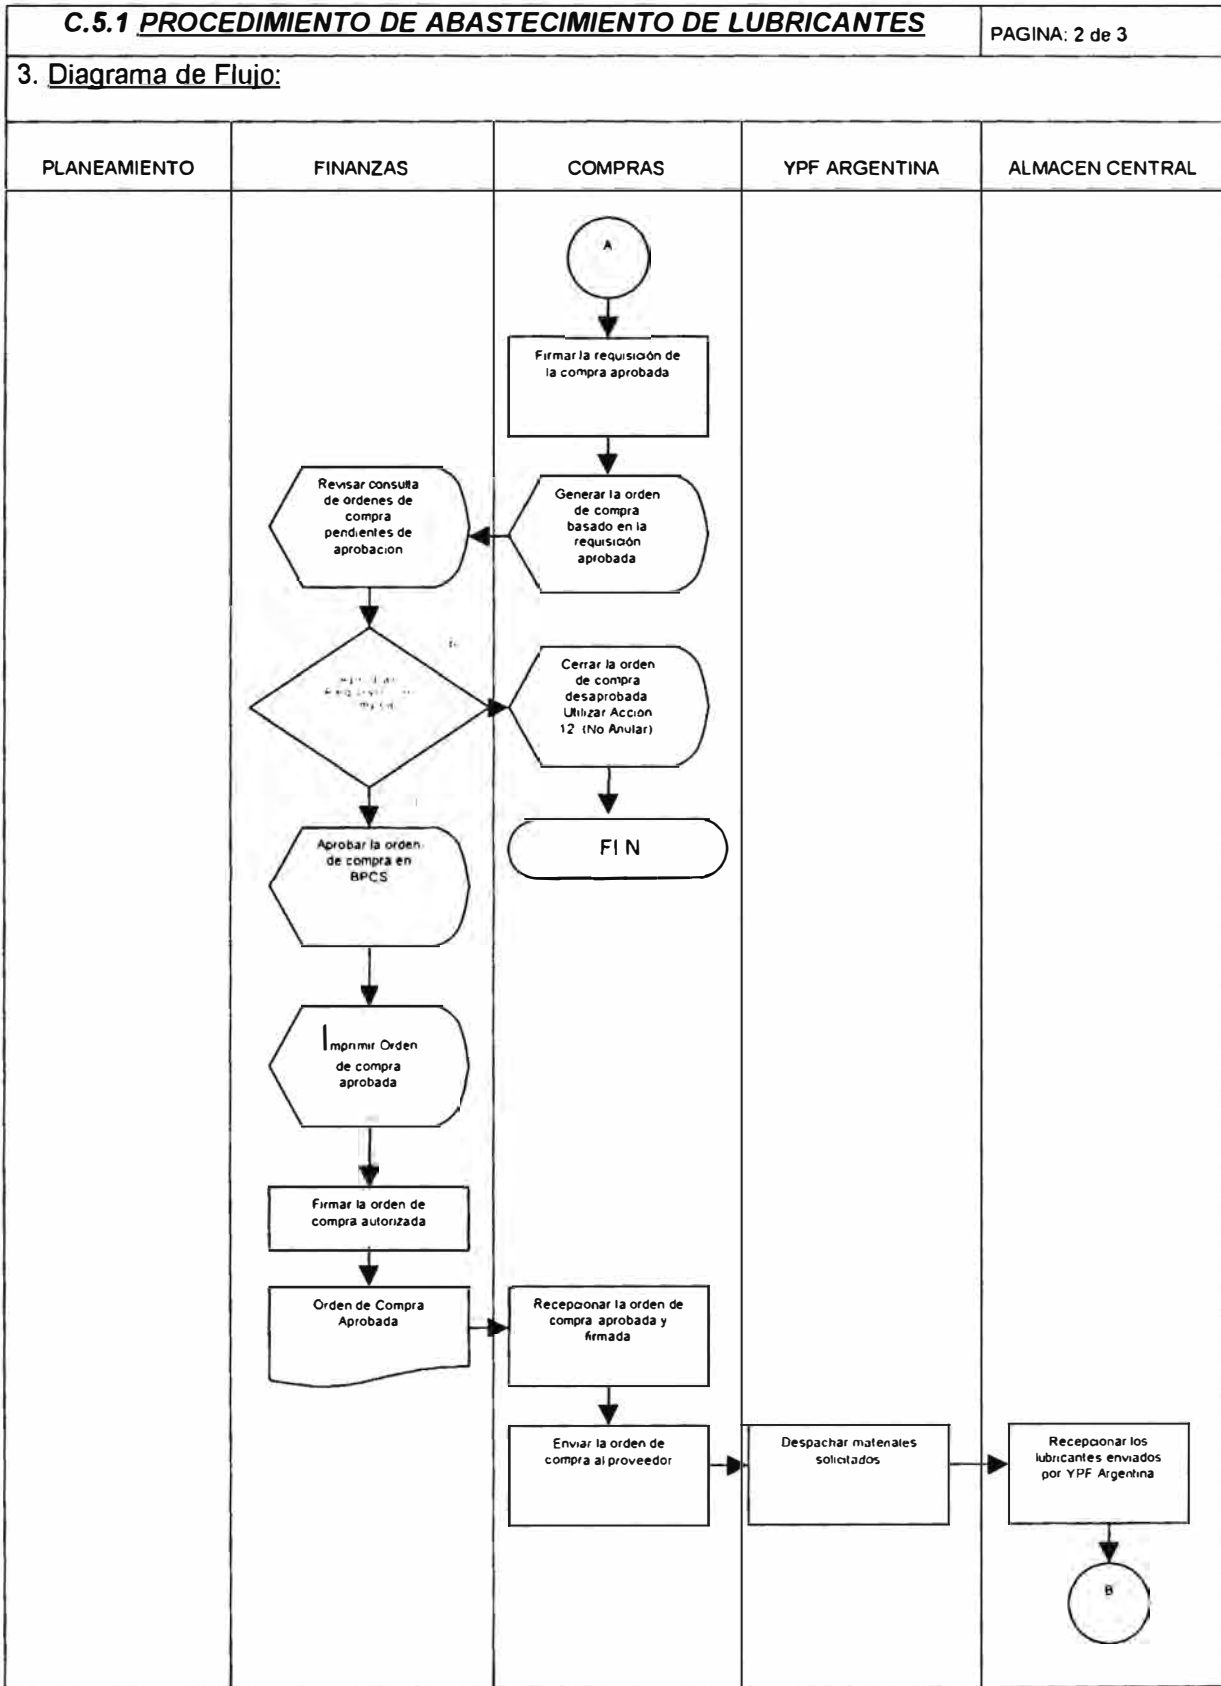 C.5.1 PROCEDIMIENTO DE ABASTECIMIENTO DE LUBRICANTES
PAGINA: 2 de 3
3. Diagrama de Flujo:
PLANEAMIENTO
FINANZAS
COMPRAS
YPF ARGENTINA
ALMACEN CENTRAL
A
Firmar la requisición de
la compra aprobada
Revisar consulta
de ordenes de
compra
pendientes de
aprobacion
Generar la orden
de compra
basado en la
requisición
aprobada
Cerrar la orden
de compra
desaprobada
Utilizar Acción
12 (No Anular)
Aprobar la orden
de compra en
BPCS
FIN
Imprimir Orden
de compra
aprobada
Firmar la orden de
compra autorizada
Orden de Compra
Aprobada
Recepcionar la orden de
compra aprobada y
firmada
Enviar la orden de
compra al proveedor
Despachar materiales
solicitados
Recepcionar los
lubricantes enviados
por YPF Argentina
B